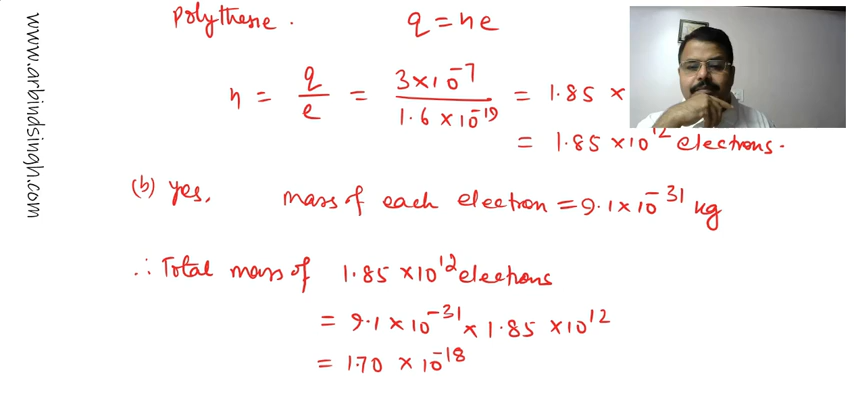 www.arbindsingh.com
Polythene. q = ne
n = q/e = 3×10⁻⁷/1.6×10⁻¹⁹ = 1.85 ×
= 1.85 ×10¹² electrons.
(b) yes, mass of each electron = 9.1×10⁻³¹ kg
∴ Total mass of 1.85 ×10¹² electrons
= 9.1 × 10⁻³¹ × 1.85 ×10¹²
= 1.70 × 10⁻¹⁸